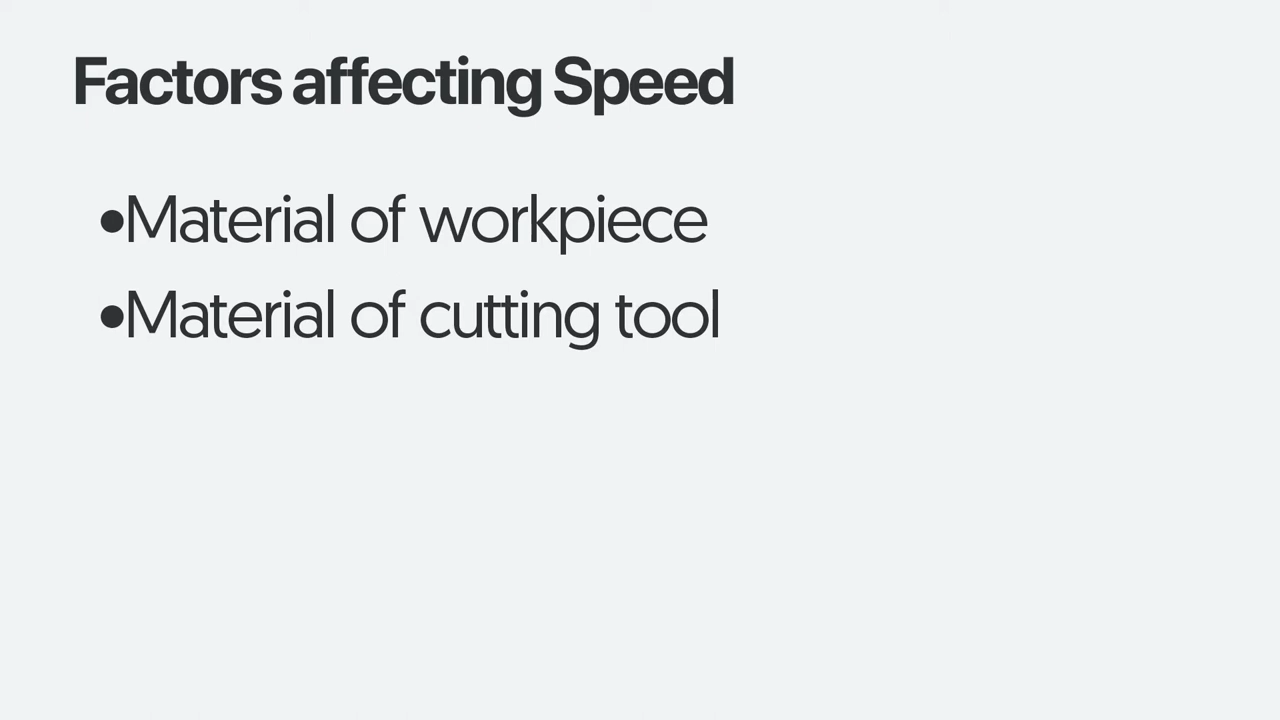 Factors affecting Speed
•Material of workpiece
•Material of cutting tool